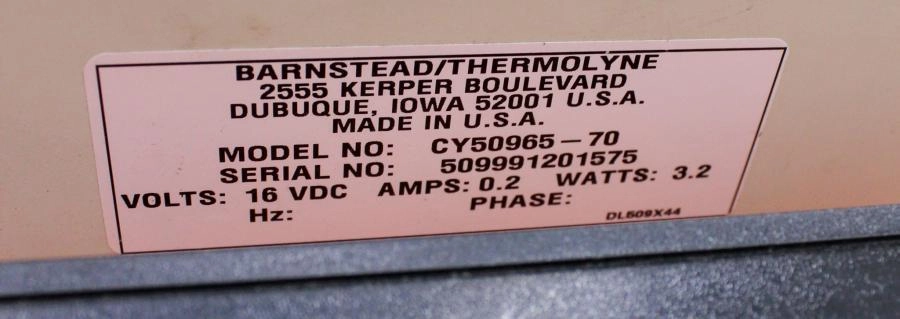 BARNSTEAD/THERMOLYNE
2555 KERPER BOULEVARD
DUBUQUE, IOWA 52001 U.S.A.
MADE IN U.S.A.
MODEL NO: CY50965-70
SERIAL NO: 509991201575
VOLTS: 16 VDC AMPS: 0.2 WATTS: 3.2
Hz: PHASE:
DL509X44